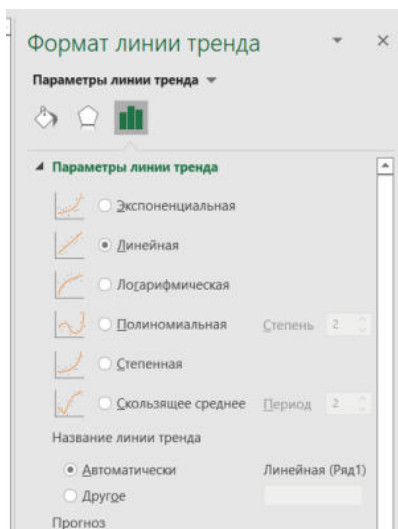 Формат линии тренда
Параметры линии тренда
Параметры линии тренда
Экспоненциальная
Линейная
Логарифмическая
Полиномиальная Степень 2
Степенная
Скользящее среднее Период 2
Название линии тренда
Автоматически Линейная (Ряд1)
Другое
Прогноз